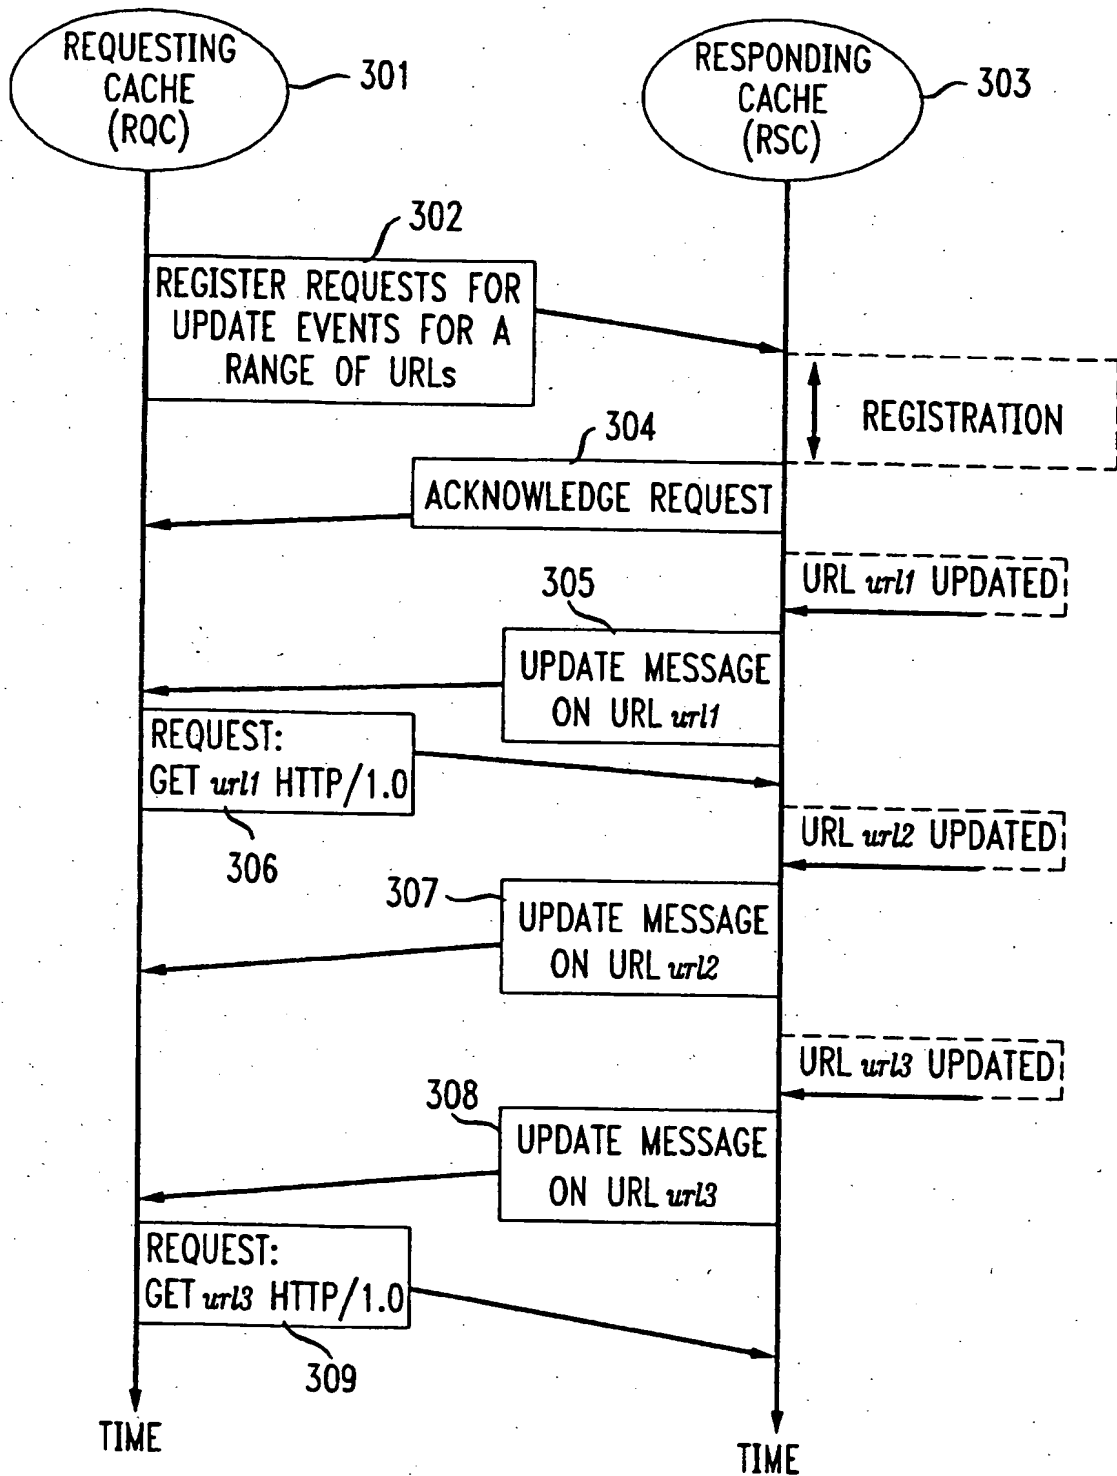 REQUESTING
CACHE
(RQC)
301
RESPONDING
CACHE
(RSC)
303
302
REGISTER REQUESTS FOR
UPDATE EVENTS FOR A
RANGE OF URLs
REGISTRATION
304
ACKNOWLEDGE REQUEST
URL url1 UPDATED
305
UPDATE MESSAGE
ON URL url1
REQUEST:
GET url1 HTTP/1.0
306
URL url2 UPDATED
307
UPDATE MESSAGE
ON URL url2
URL url3 UPDATED
308
UPDATE MESSAGE
ON URL url3
REQUEST:
GET url3 HTTP/1.0
309
TIME
TIME